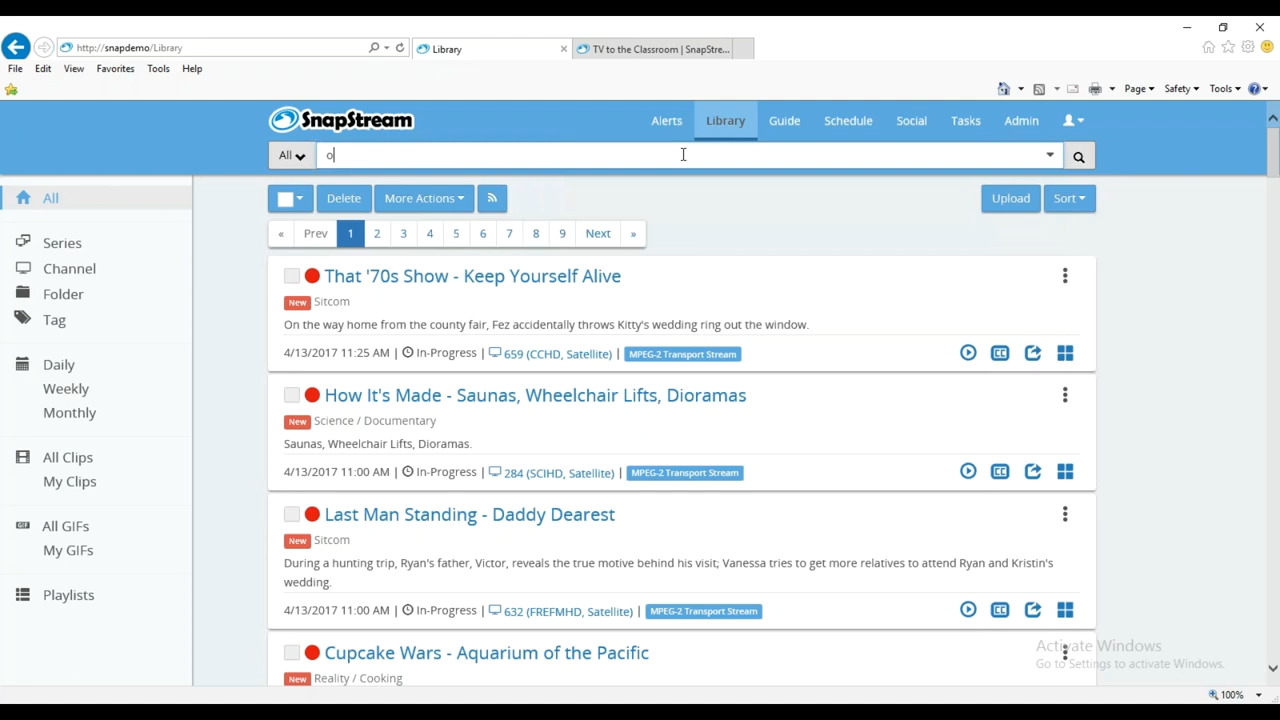 http://snapdemo/Library
Library
TV to the Classroom | SnapStre...
File Edit View Favorites Tools Help
Page Safety Tools
SnapStream
Alerts Library Guide Schedule Social Tasks Admin
All
o
All
Delete More Actions Upload Sort
« Prev 1 2 3 4 5 6 7 8 9 Next »
Series
Channel
Folder
Tag
Daily
Weekly
Monthly
All Clips
My Clips
GIF All GIFs
My GIFs
Playlists
That '70s Show - Keep Yourself Alive
New Sitcom
On the way home from the county fair, Fez accidentally throws Kitty's wedding ring out the window.
4/13/2017 11:25 AM | In-Progress | 659 (CCHD, Satellite) | MPEG-2 Transport Stream CC
How It's Made - Saunas, Wheelchair Lifts, Dioramas
New Science / Documentary
Saunas, Wheelchair Lifts, Dioramas.
4/13/2017 11:00 AM | In-Progress | 284 (SCIHD, Satellite) | MPEG-2 Transport Stream CC
Last Man Standing - Daddy Dearest
New Sitcom
During a hunting trip, Ryan's father, Victor, reveals the true motive behind his visit; Vanessa tries to get more relatives to attend Ryan and Kristin's
wedding.
4/13/2017 11:00 AM | In-Progress | 632 (FREFMHD, Satellite) | MPEG-2 Transport Stream CC
Cupcake Wars - Aquarium of the Pacific
New Reality / Cooking
Activate Windows
Go to Settings to activate Windows.
100%